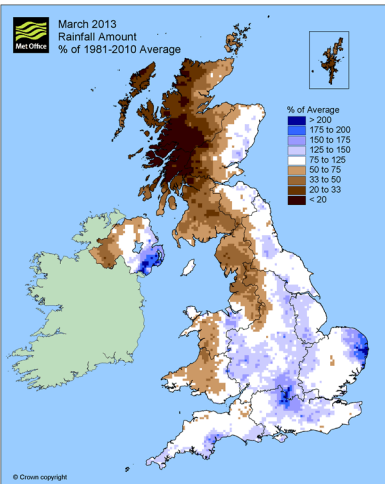 March 2013
Rainfall Amount
% of 1981-2010 Average
Met Office
% of Average
> 200
175 to 200
150 to 175
125 to 150
75 to 125
50 to 75
33 to 50
20 to 33
< 20
© Crown copyright